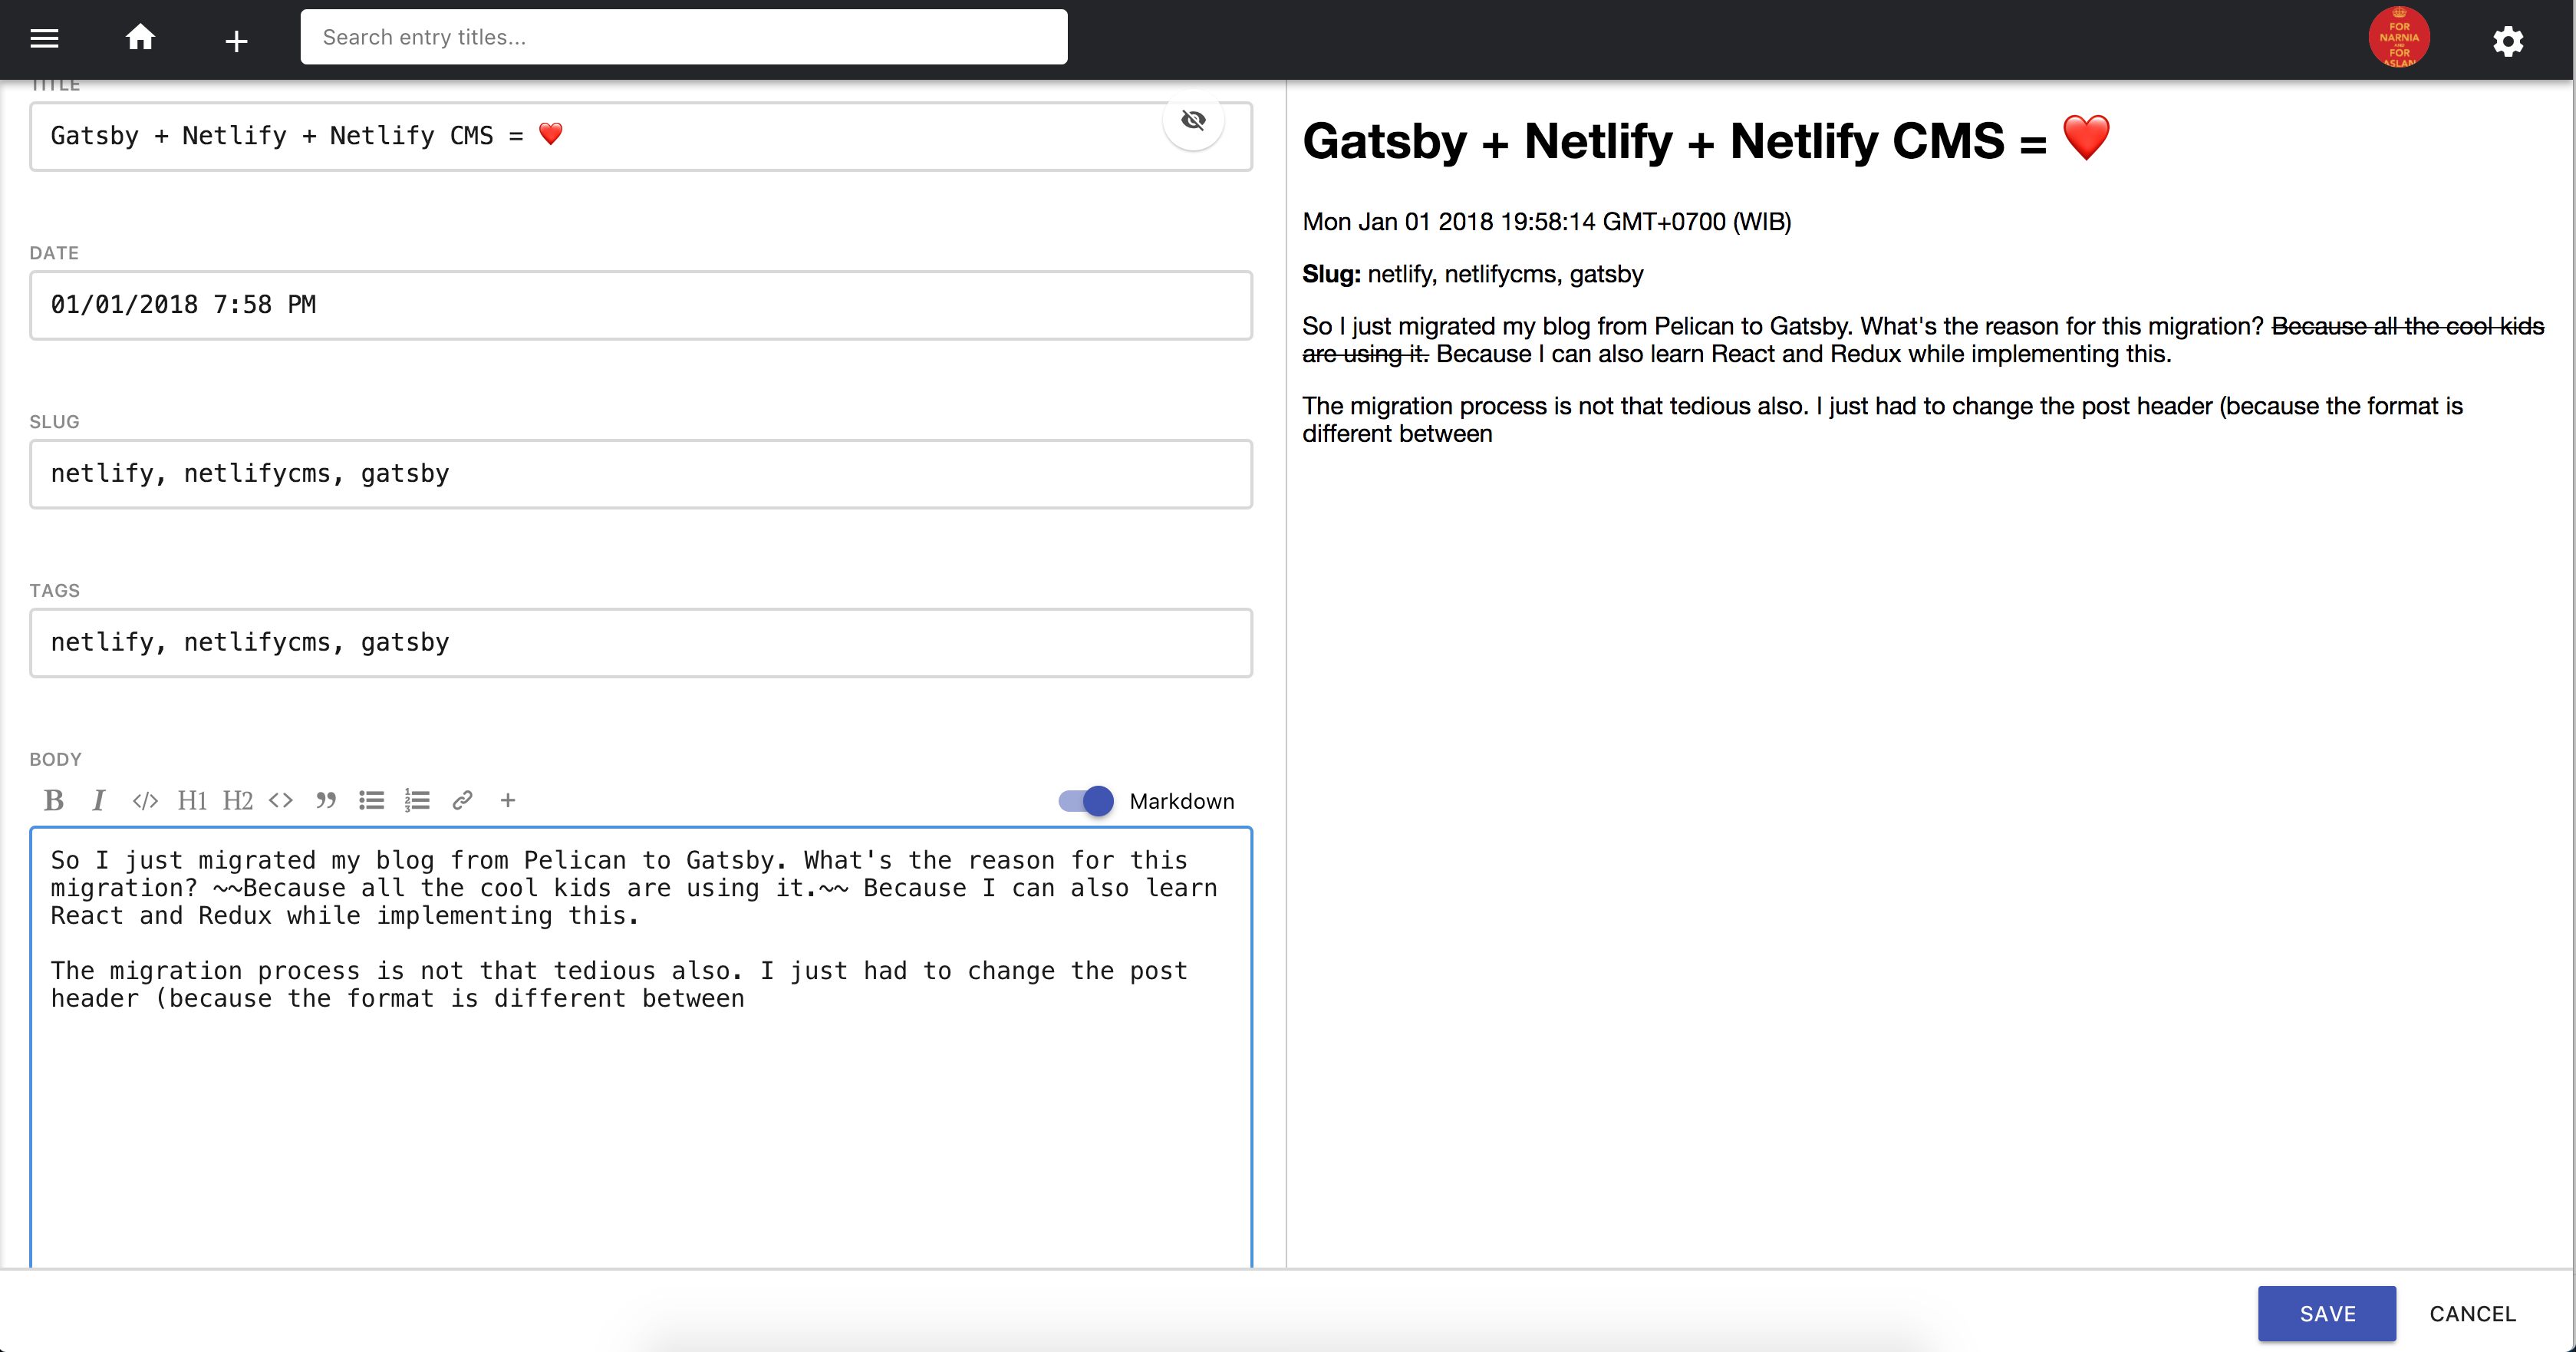 Search entry titles...
FOR
NARNIA
AND
FOR
ASLAN
TITLE
Gatsby + Netlify + Netlify CMS = ❤️
DATE
01/01/2018 7:58 PM
SLUG
netlify, netlifycms, gatsby
TAGS
netlify, netlifycms, gatsby
BODY
B I </> H1 H2 <> ” +
Markdown
So I just migrated my blog from Pelican to Gatsby. What's the reason for this
migration? ~~Because all the cool kids are using it.~~ Because I can also learn
React and Redux while implementing this.
The migration process is not that tedious also. I just had to change the post
header (because the format is different between
Gatsby + Netlify + Netlify CMS = ❤️
Mon Jan 01 2018 19:58:14 GMT+0700 (WIB)
Slug: netlify, netlifycms, gatsby
So I just migrated my blog from Pelican to Gatsby. What's the reason for this migration? Because all the cool kids
are using it. Because I can also learn React and Redux while implementing this.
The migration process is not that tedious also. I just had to change the post header (because the format is
different between
SAVE
CANCEL